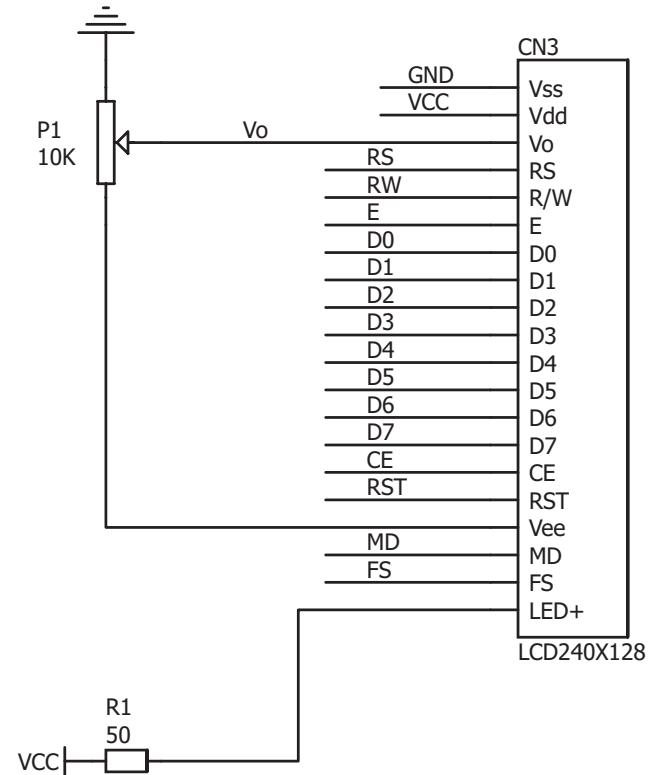 CN3
GND Vss
VCC Vdd
P1
10K
Vo Vo
RS RS
RW R/W
E E
D0 D0
D1 D1
D2 D2
D3 D3
D4 D4
D5 D5
D6 D6
D7 D7
CE CE
RST RST
Vee
MD MD
FS FS
LED+
LCD240X128
R1
50
VCC